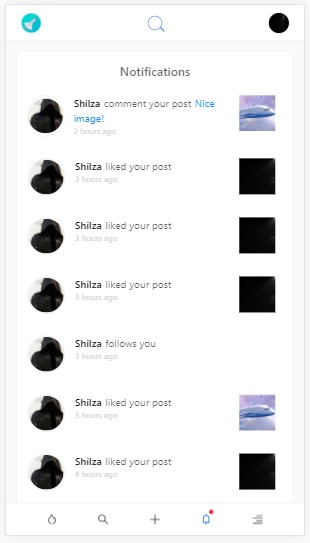 Notifications
Shilza comment your post Nice
image!
2 hours ago
Shilza liked your post
3 hours ago
Shilza liked your post
3 hours ago
Shilza liked your post
3 hours ago
Shilza follows you
3 hours ago
Shilza liked your post
3 hours ago
Shilza liked your post
4 hours ago